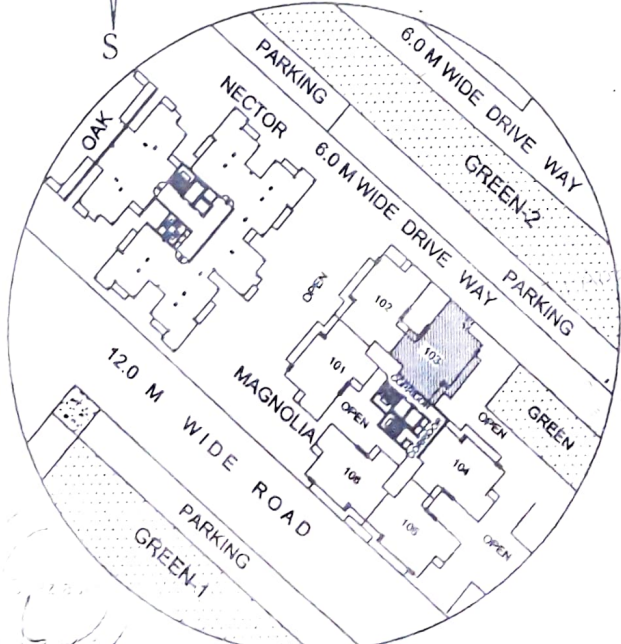 S
6.0 M WIDE DRIVE WAY
PARKING
GREEN-2
NECTOR
OAK
6.0 M WIDE DRIVE WAY
PARKING
OPEN
102
103
101
MAGNOLIA
12.0 M WIDE ROAD
OPEN
OPEN
GREEN
104
106
OPEN
PARKING
GREEN-1